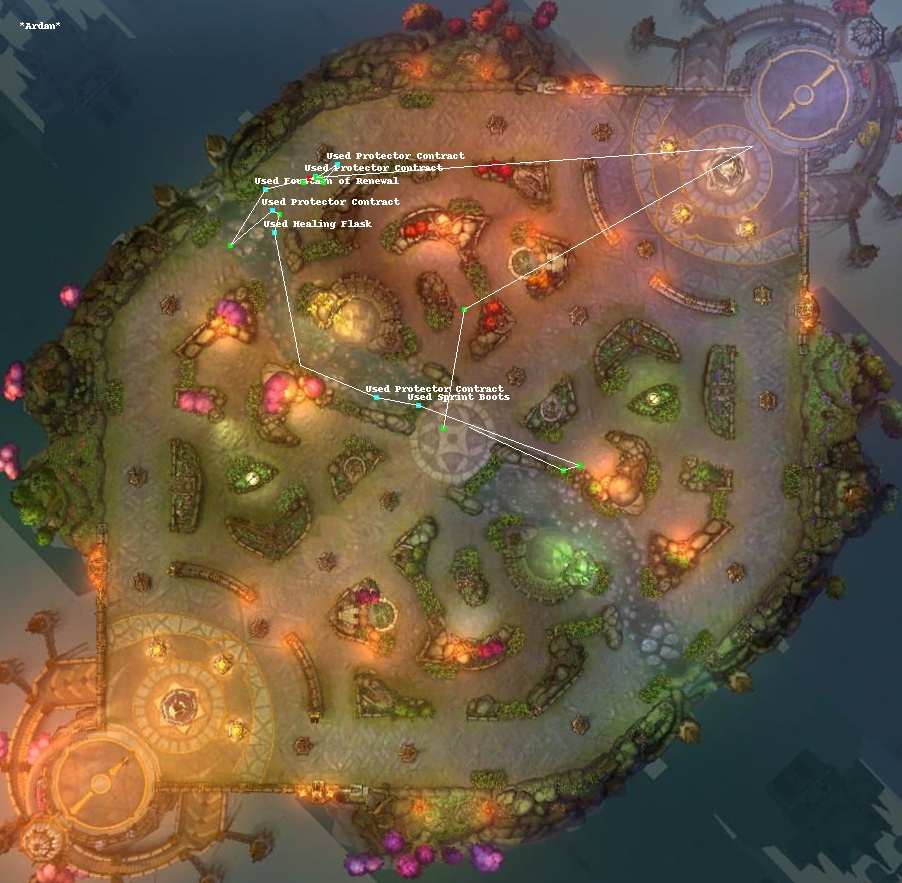 *Ardan*
Used Protector Contract
Used Protector Contract
Used Fountain of Renewal
Used Protector Contract
Used Healing Flask
Used Protector Contract
Used Sprint Boots